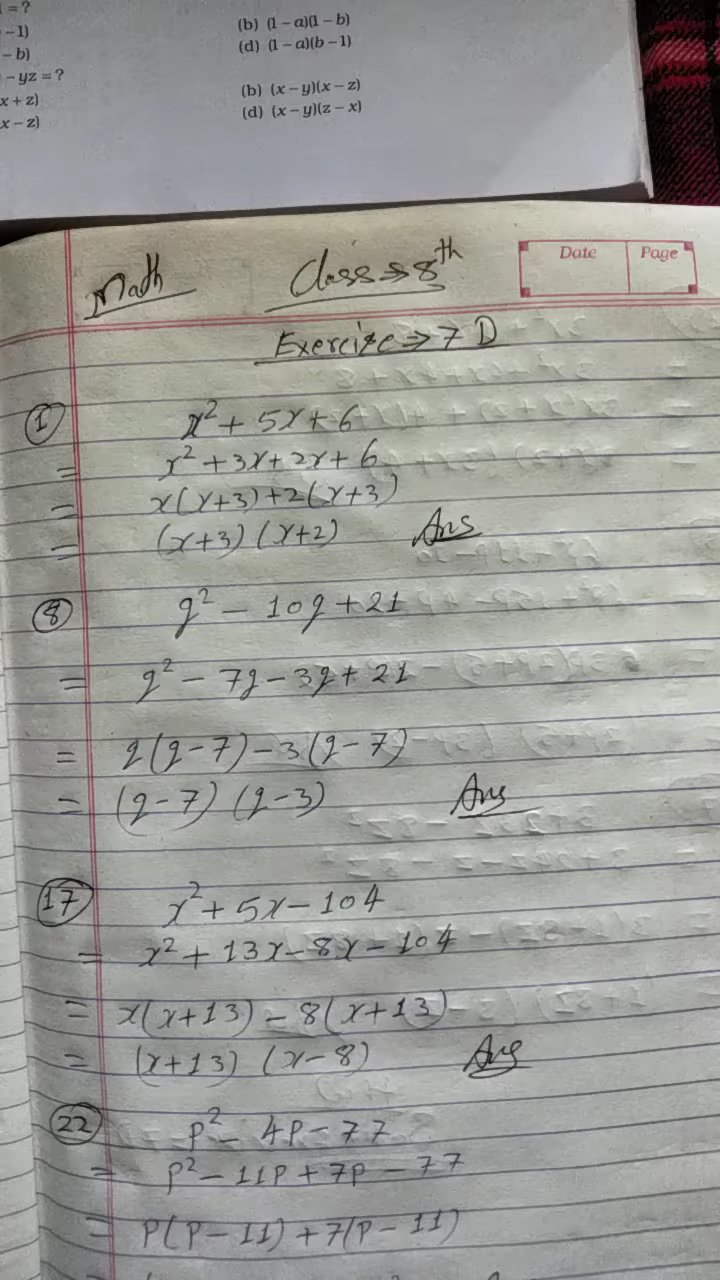 = ?
(b) (1 – a)(1 – b)
– 1)
(d) (1 – a)(b – 1)
– b)
– yz = ?
(b) (x – y)(x – z)
x + z)
(d) (x – y)(z – x)
x – z)
Math Class ⇒ 8th Date Page
Exercise ⇒ 7 D
① x² + 5x + 6
= x² + 3x + 2x + 6
= x(x+3) + 2(x+3)
= (x+3) (x+2) Ans
⑧ q² – 10q + 21
= q² – 7q – 3q + 21
= q(q – 7) – 3(q – 7)
= (q – 7) (q – 3) Ans
⑰ x² + 5x – 104
= x² + 13x – 8x – 104
= x(x+13) – 8(x+13)
= (x+13) (x – 8) Ans
㉒ p² – 4p – 77
= p² – 11p + 7p – 77
= p(p – 11) + 7(p – 11)